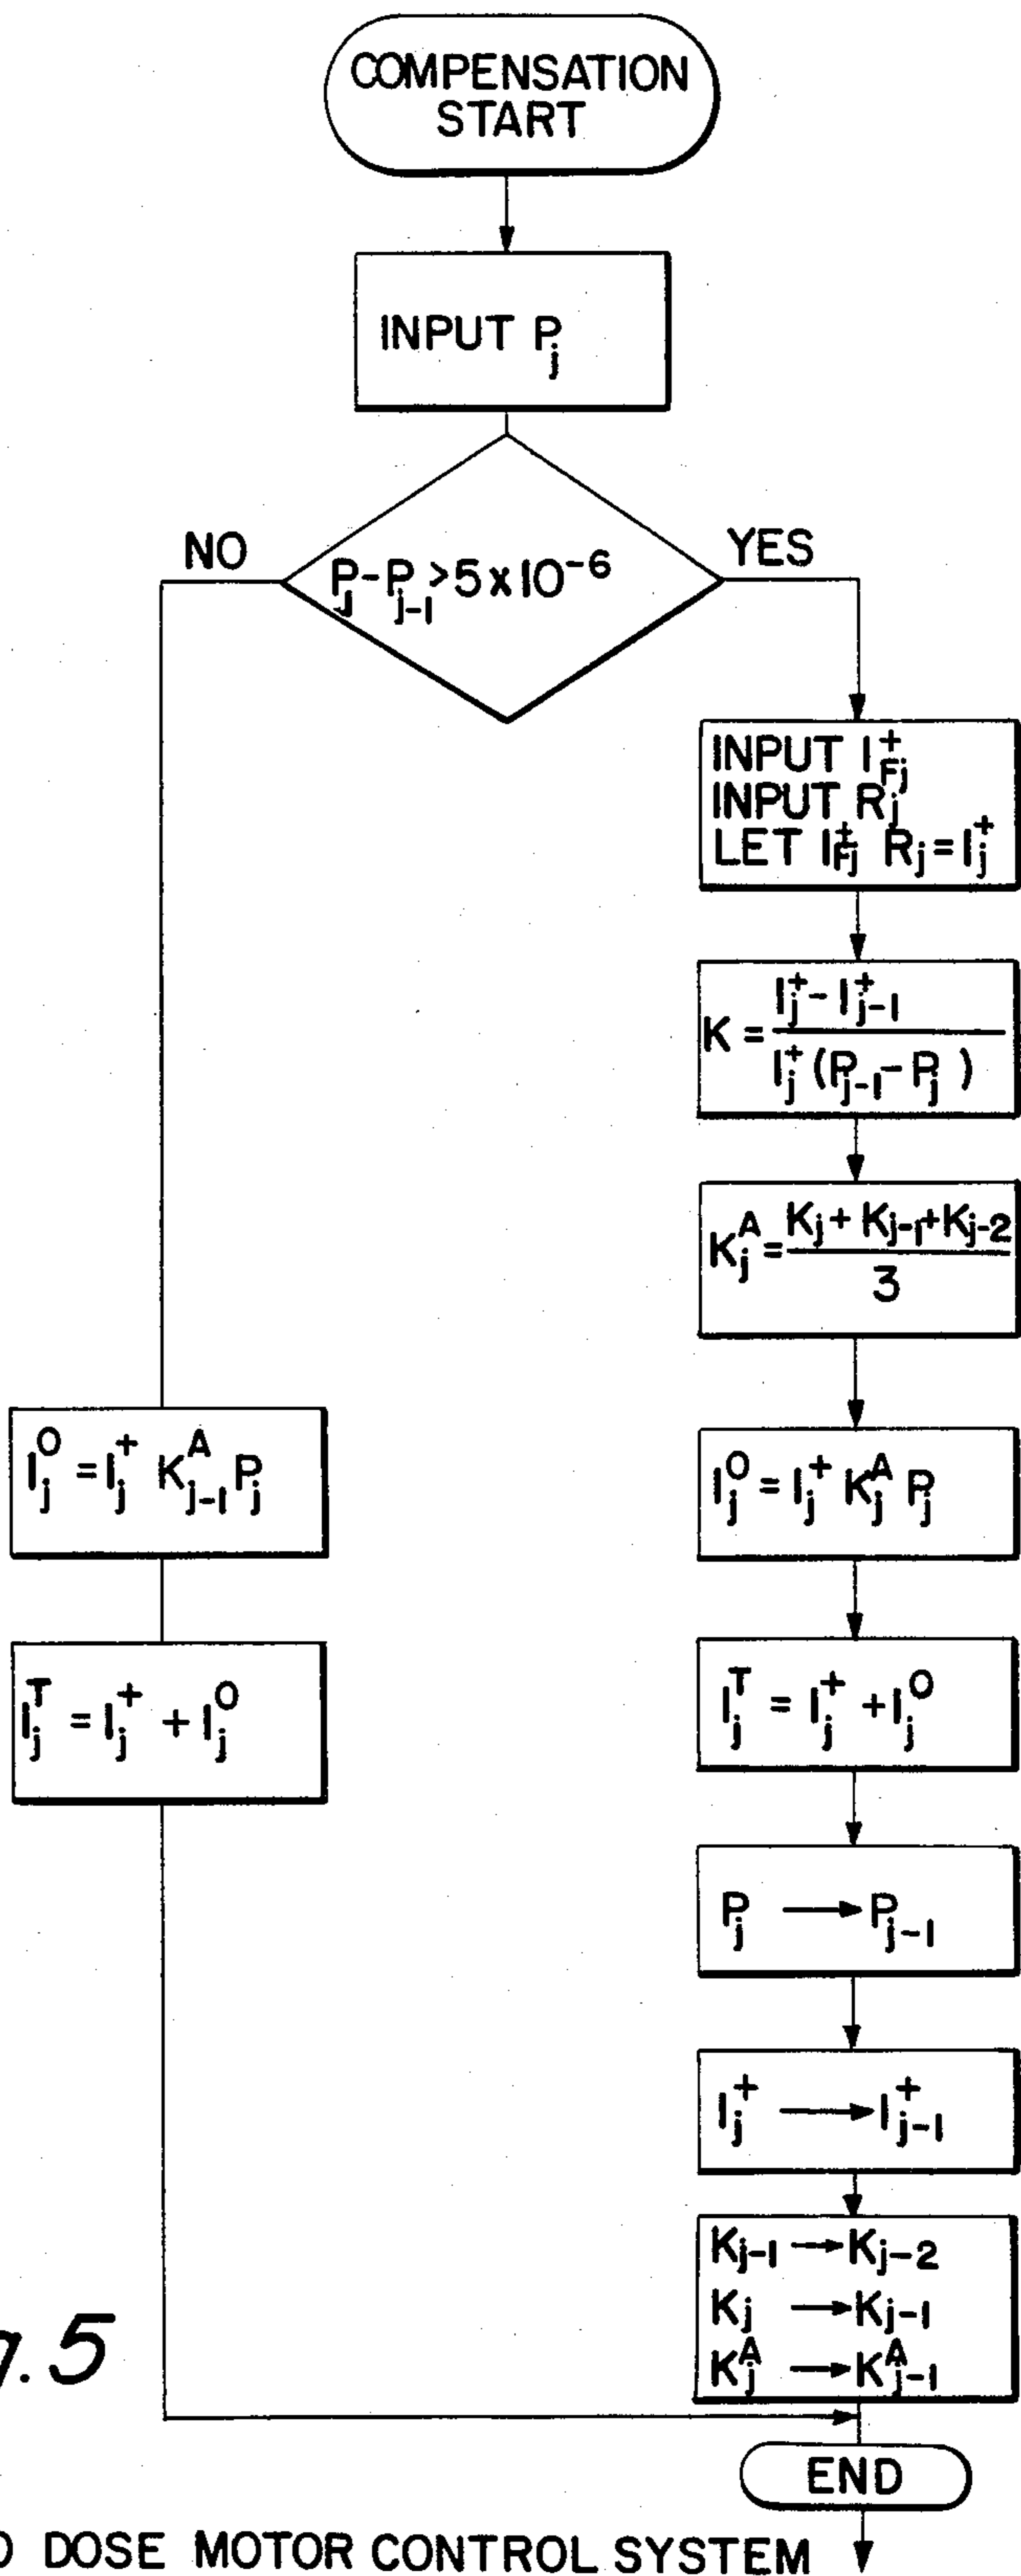 COMPENSATION
START
INPUT Pj
NO
Pj-Pj-1>5x10-6
YES
INPUT I+Fj
INPUT Rj
LET I+Fj Rj=I+j
K=I+j-I+j-1
I+j(Pj-1-Pj)
KAj=Kj+Kj-1+Kj-2
3
IOj=I+j KAj-1 Pj
IOj=I+j KAj Pj
ITj=I+j+IOj
ITj=I+j+IOj
Pj→Pj-1
I+j→I+j-1
Kj-1→Kj-2
Kj→Kj-1
KAj→KAj-1
g.5
END
DOSE MOTOR CONTROL SYSTEM